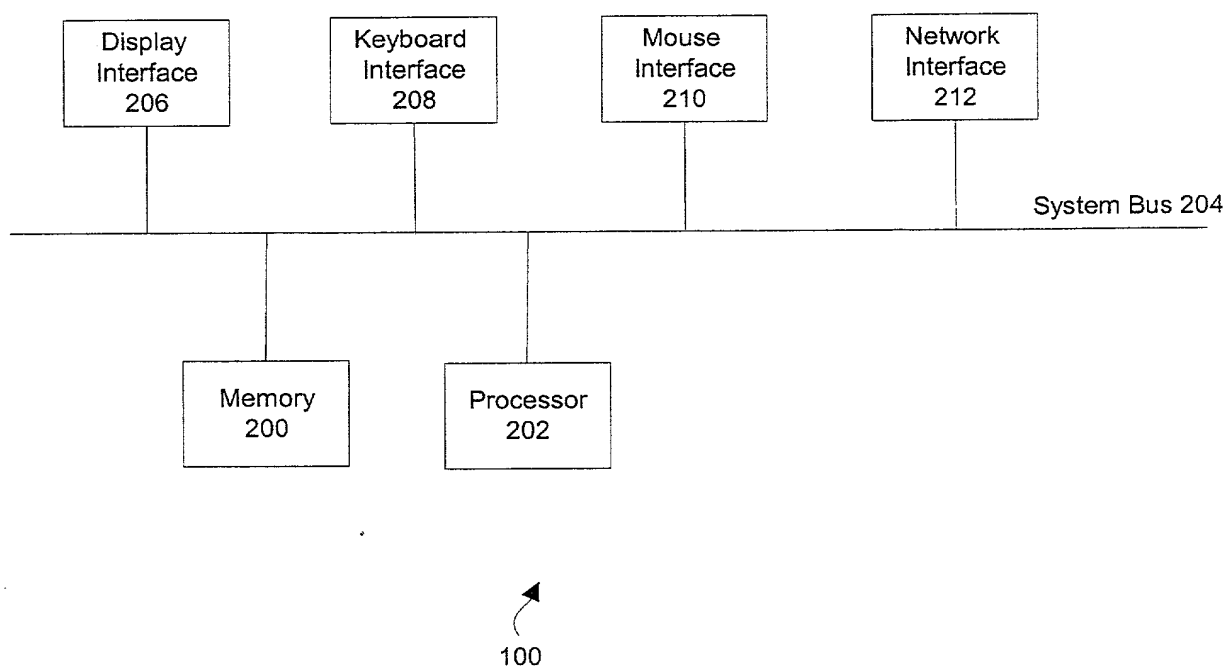 Display
Interface
206
Keyboard
Interface
208
Mouse
Interface
210
Network
Interface
212
System Bus 204
Memory
200
Processor
202
100